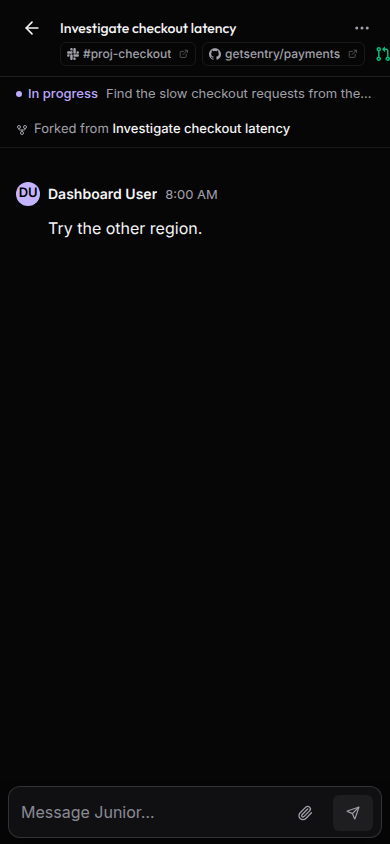 Investigate checkout latency
#proj-checkout getsentry/payments
In progress Find the slow checkout requests from the...
Forked from Investigate checkout latency
DU Dashboard User 8:00 AM
Try the other region.
Message Junior...